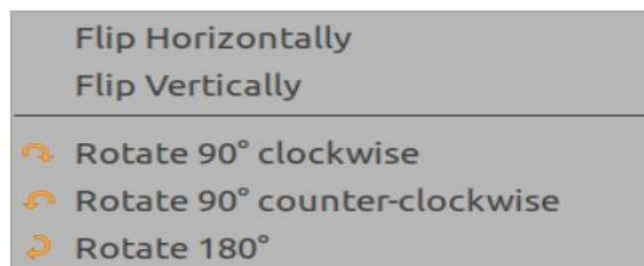 Flip Horizontally
Flip Vertically
Rotate 90° clockwise
Rotate 90° counter-clockwise
Rotate 180°